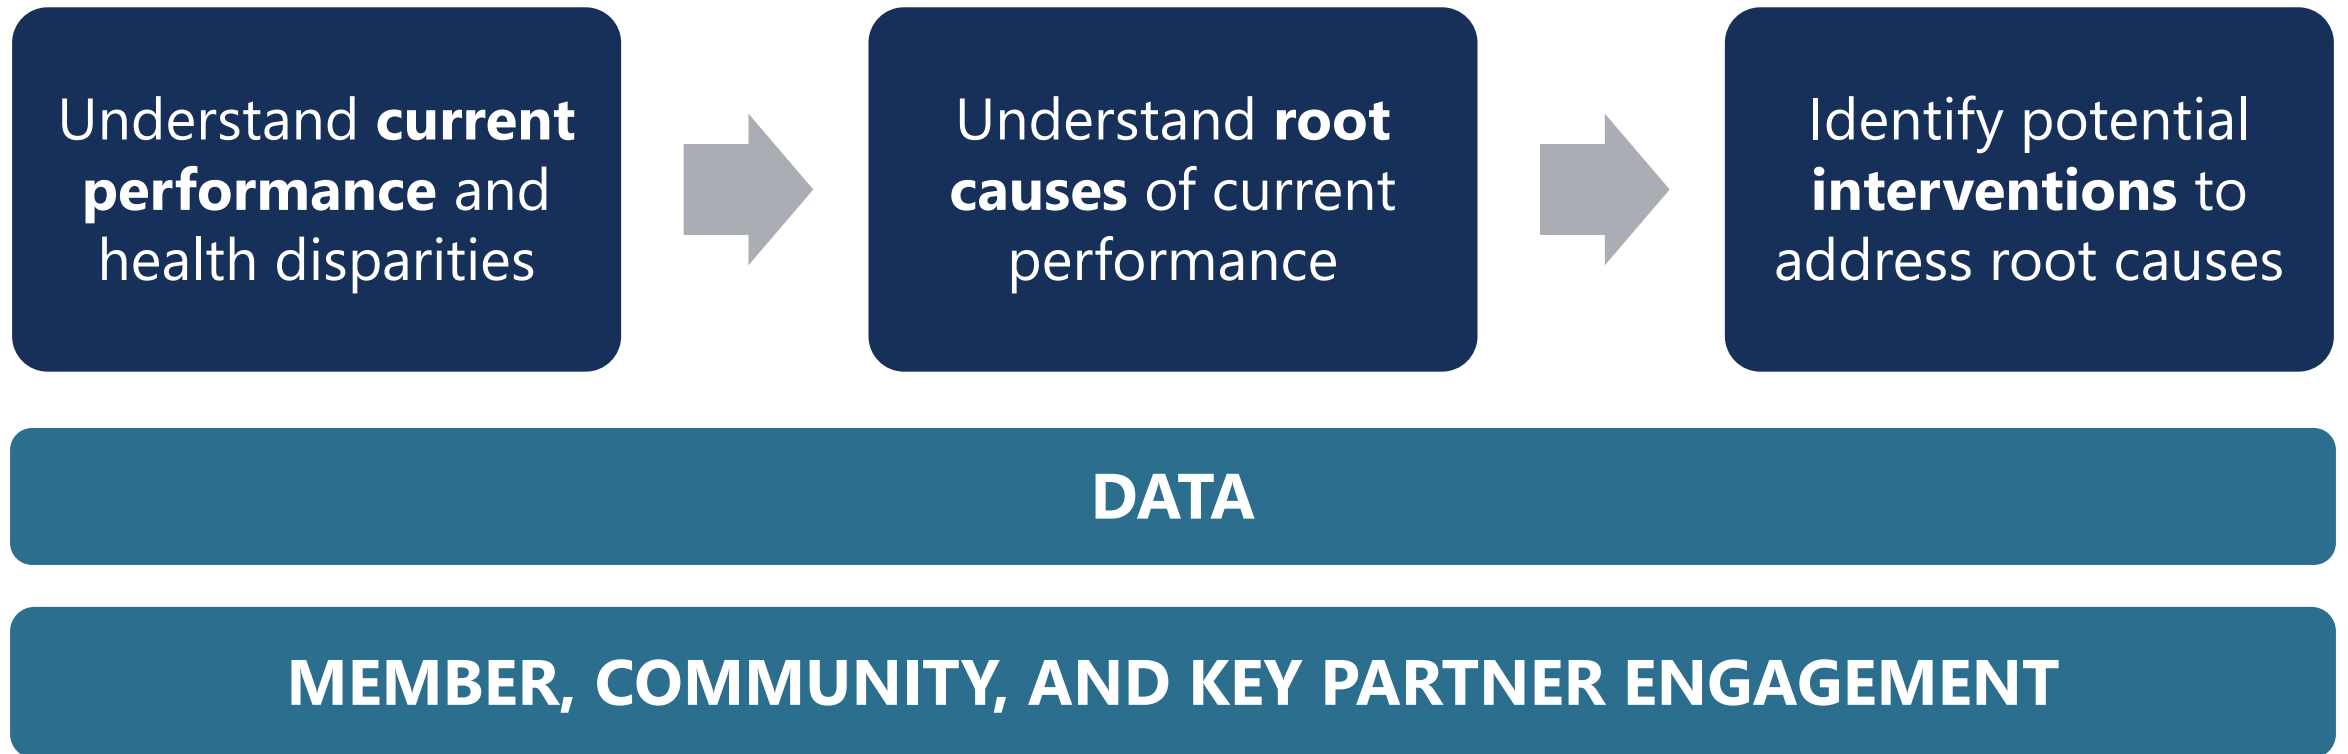 Understand current
performance and
health disparities
Understand root
causes of current
performance
Identify potential
interventions to
address root causes
DATA
MEMBER, COMMUNITY, AND KEY PARTNER ENGAGEMENT